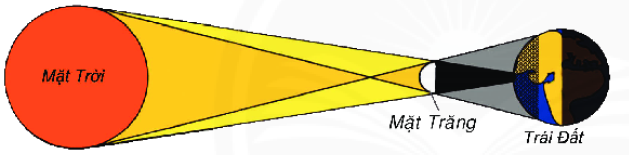 Mặt Trời
Mặt Trăng
Trái Đất